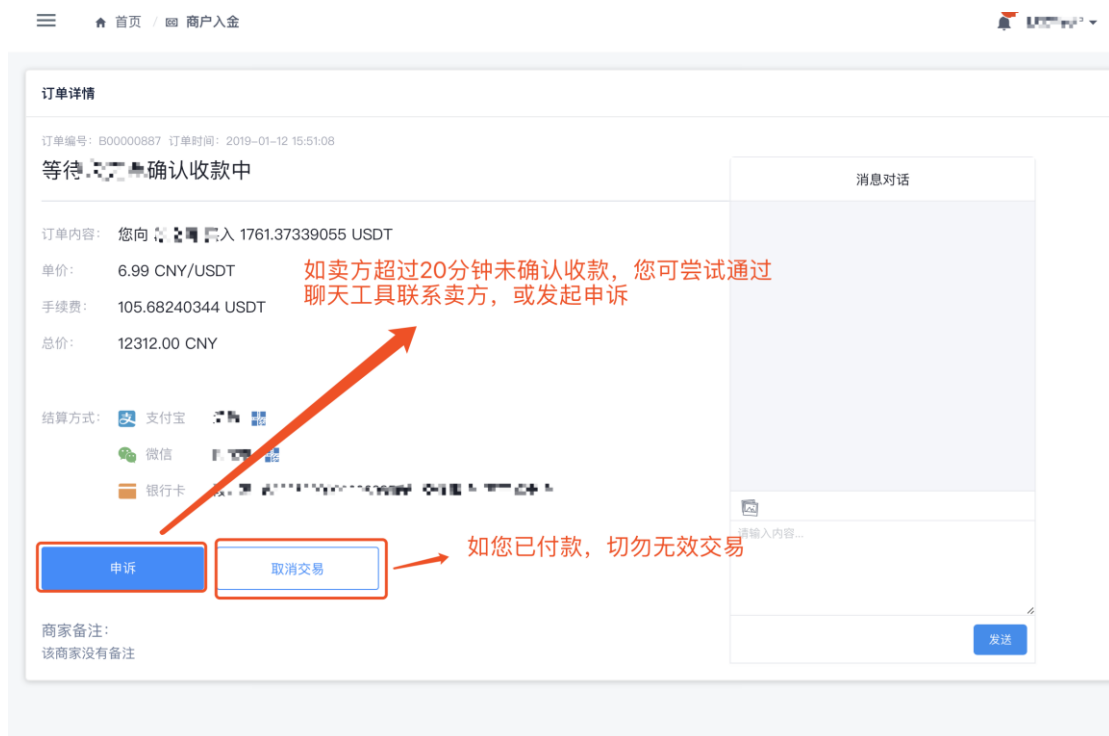 首页 / 商户入金
订单详情
订单编号: B00000887 订单时间: 2019-01-12 15:51:08
等待 确认收款中
消息对话
订单内容: 您向 入 1761.37339055 USDT
单价: 6.99 CNY/USDT
如卖方超过20分钟未确认收款，您可尝试通过
聊天工具联系卖方，或发起申诉
手续费: 105.68240344 USDT
总价: 12312.00 CNY
结算方式: 支付宝
微信
银行卡
请输入内容...
如您已付款，切勿无效交易
申诉
取消交易
商家备注:
该商家没有备注
发送